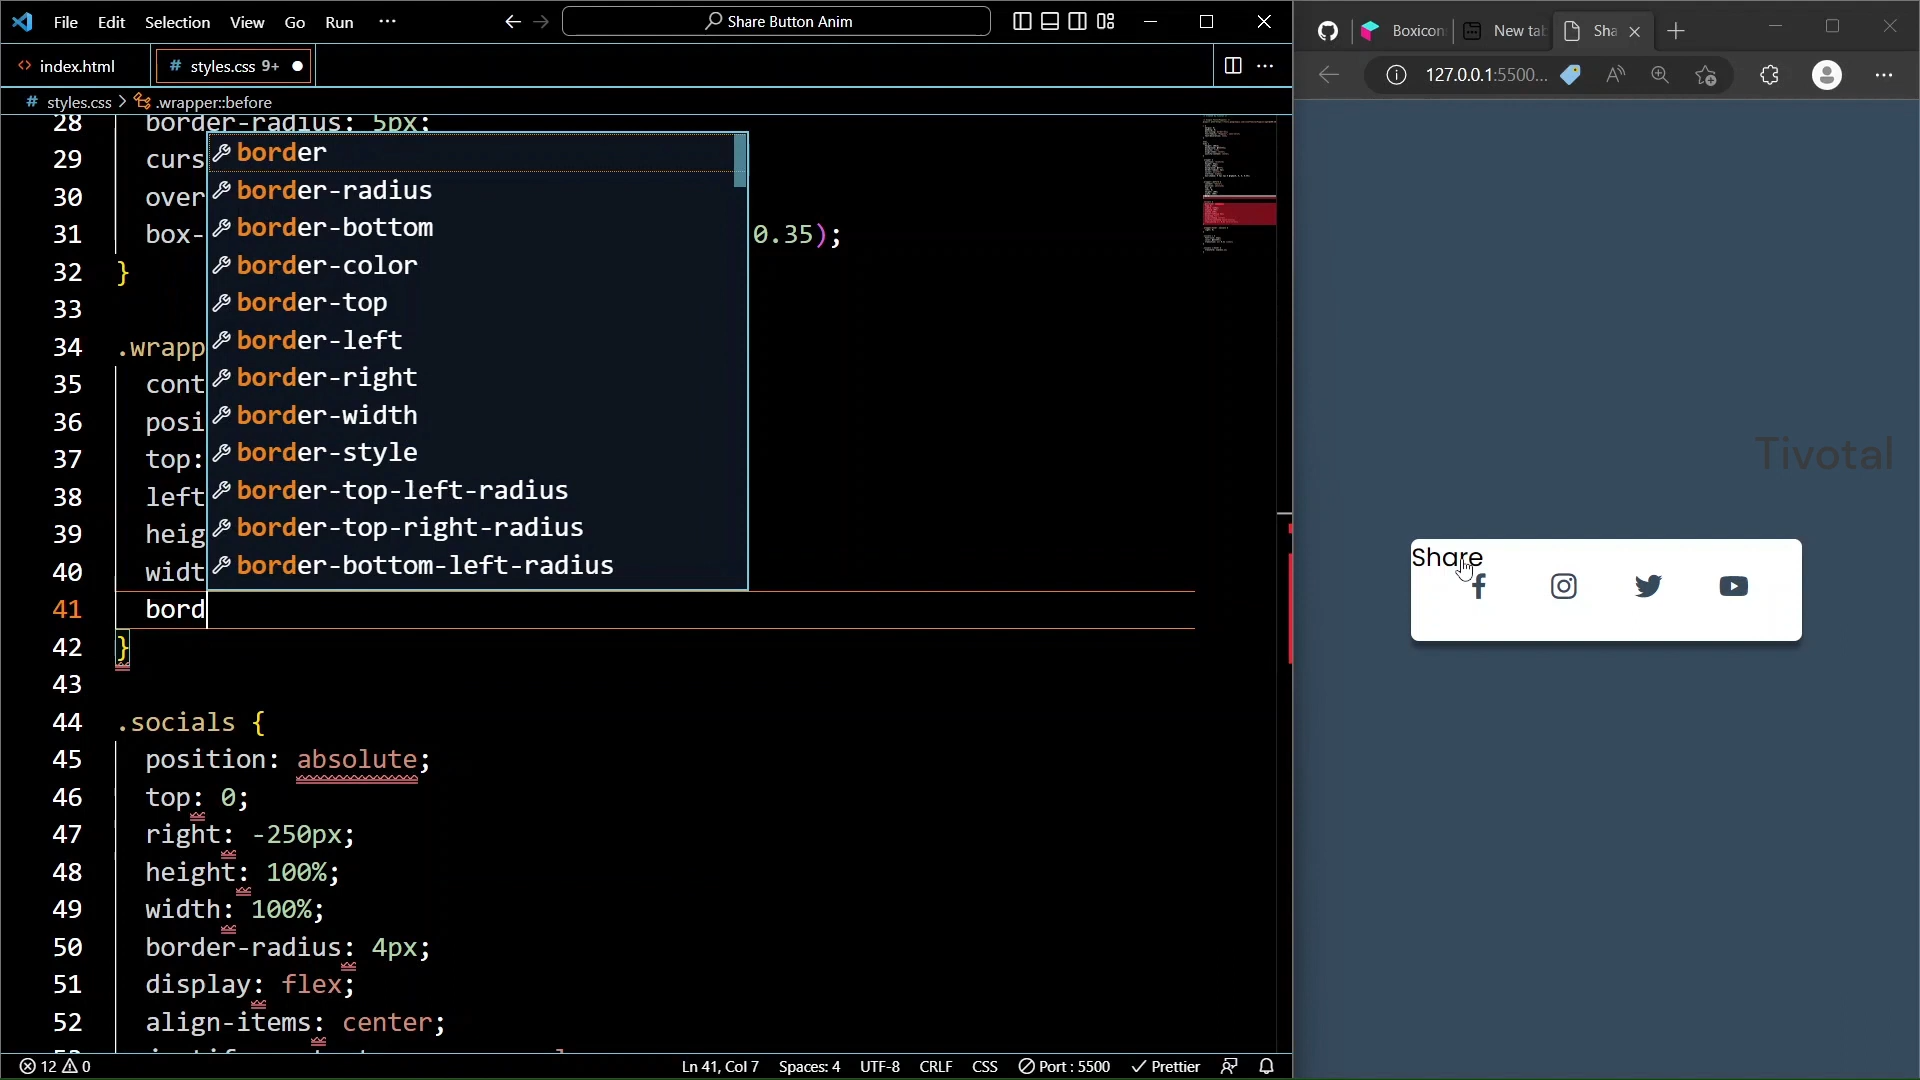 File Edit Selection View Go Run ··· Share Button Anim
index.html # styles.css 9+
# styles.css > .wrapper::before
28 border-radius: 5px;
29 curs
30 over
31 box- 0.35);
32 }
33
34 .wrapp
35 cont
36 posi
37 top:
38 left
39 heig
40 widt
41 bord
42 }
43
44 .socials {
45 position: absolute;
46 top: 0;
47 right: -250px;
48 height: 100%;
49 width: 100%;
50 border-radius: 4px;
51 display: flex;
52 align-items: center;
border
border-radius
border-bottom
border-color
border-top
border-left
border-right
border-width
border-style
border-top-left-radius
border-top-right-radius
border-bottom-left-radius
12 0 Ln 41, Col 7 Spaces: 4 UTF-8 CRLF CSS Port : 5500 Prettier
Boxicon New tab Sha
127.0.0.1:5500...
Tivotal
Share